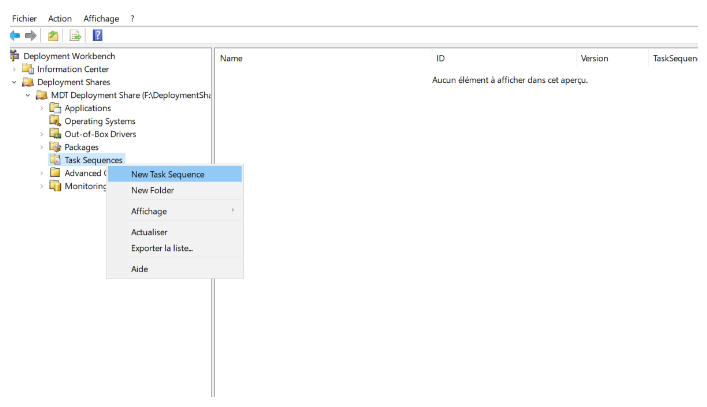 Fichier Action Affichage ?
Deployment Workbench
Information Center
Deployment Shares
MDT Deployment Share (F:\DeploymentSha
Applications
Operating Systems
Out-of-Box Drivers
Packages
Task Sequences
Advanced C
Monitoring
Name ID Version TaskSequen
Aucun élément à afficher dans cet aperçu.
New Task Sequence
New Folder
Affichage
Actualiser
Exporter la liste...
Aide